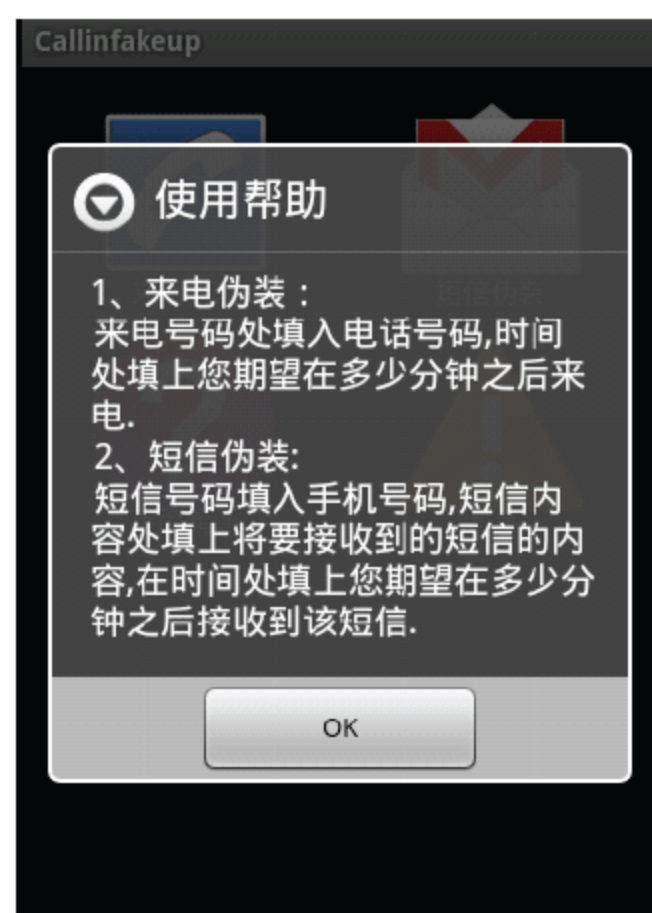 Callinfakeup
使用帮助
1、来电伪装：
来电号码处填入电话号码,时间
处填上您期望在多少分钟之后来
电.
2、短信伪装:
短信号码填入手机号码,短信内
容处填上将要接收到的短信的内
容,在时间处填上您期望在多少分
钟之后接收到该短信.
短信伪装
OK